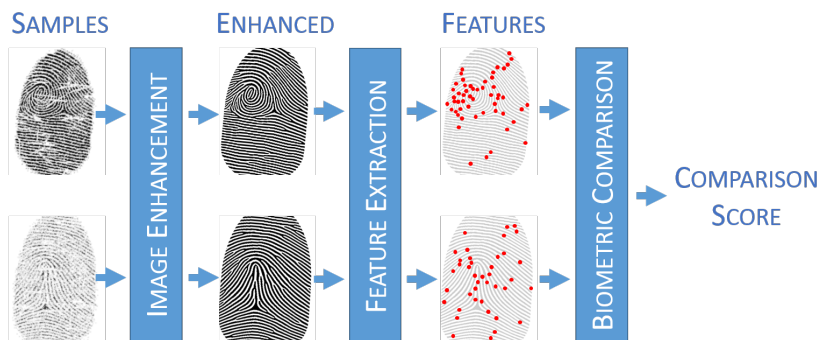 SAMPLES
ENHANCED
FEATURES
IMAGE ENHANCEMENT
FEATURE EXTRACTION
BIOMETRIC COMPARISON
COMPARISON
SCORE